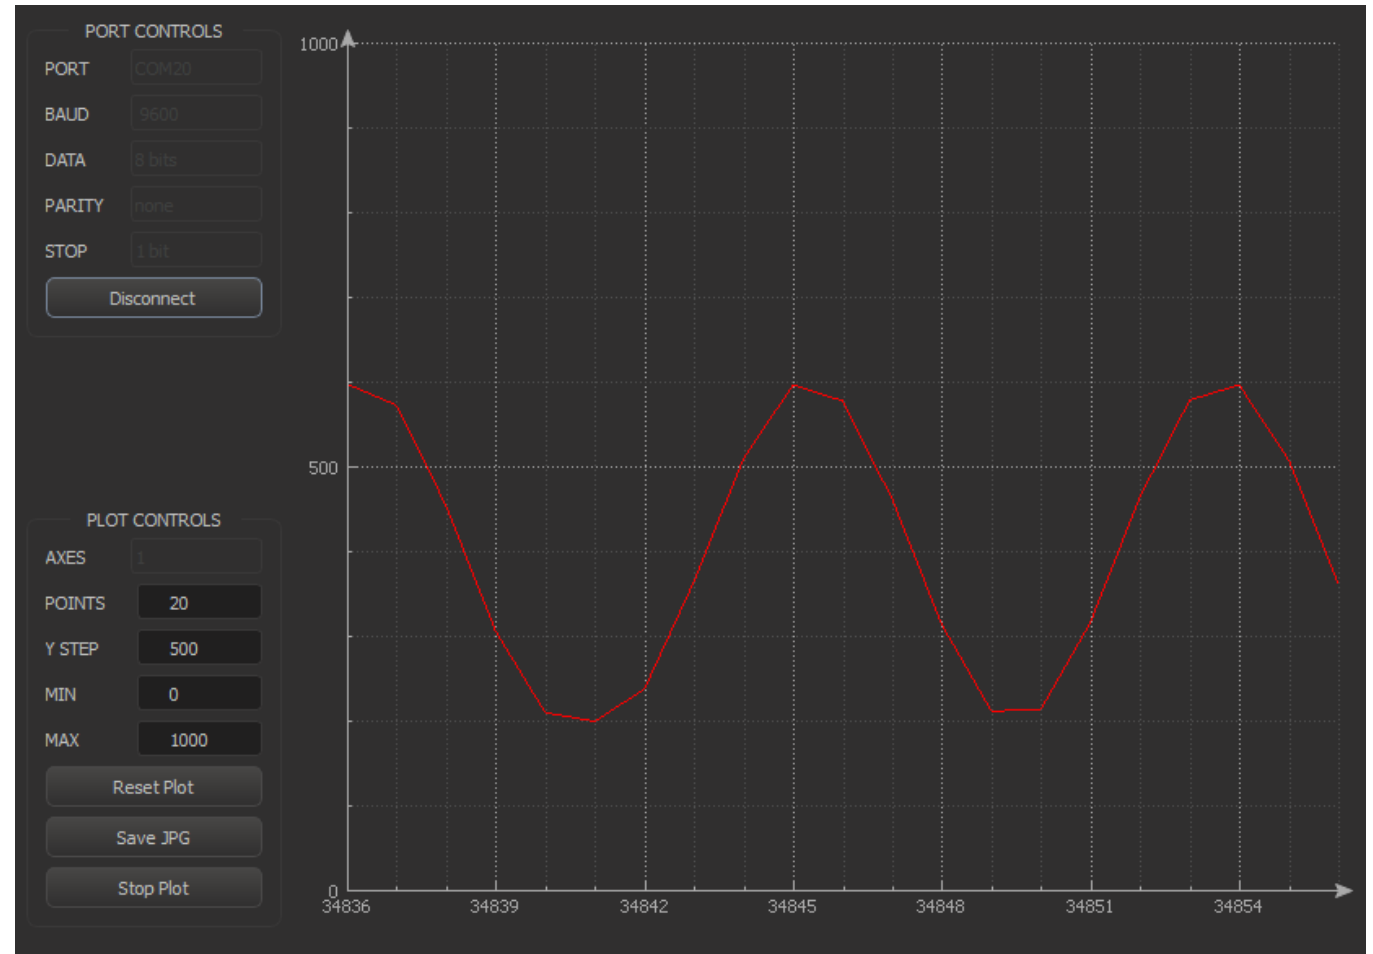 PORT CONTROLS
PORT COM20
BAUD 9600
DATA 8 bits
PARITY none
STOP 1 bit
Disconnect
PLOT CONTROLS
AXES 1
POINTS 20
Y STEP 500
MIN 0
MAX 1000
Reset Plot
Save JPG
Stop Plot
1000
500
0
34836 34839 34842 34845 34848 34851 34854